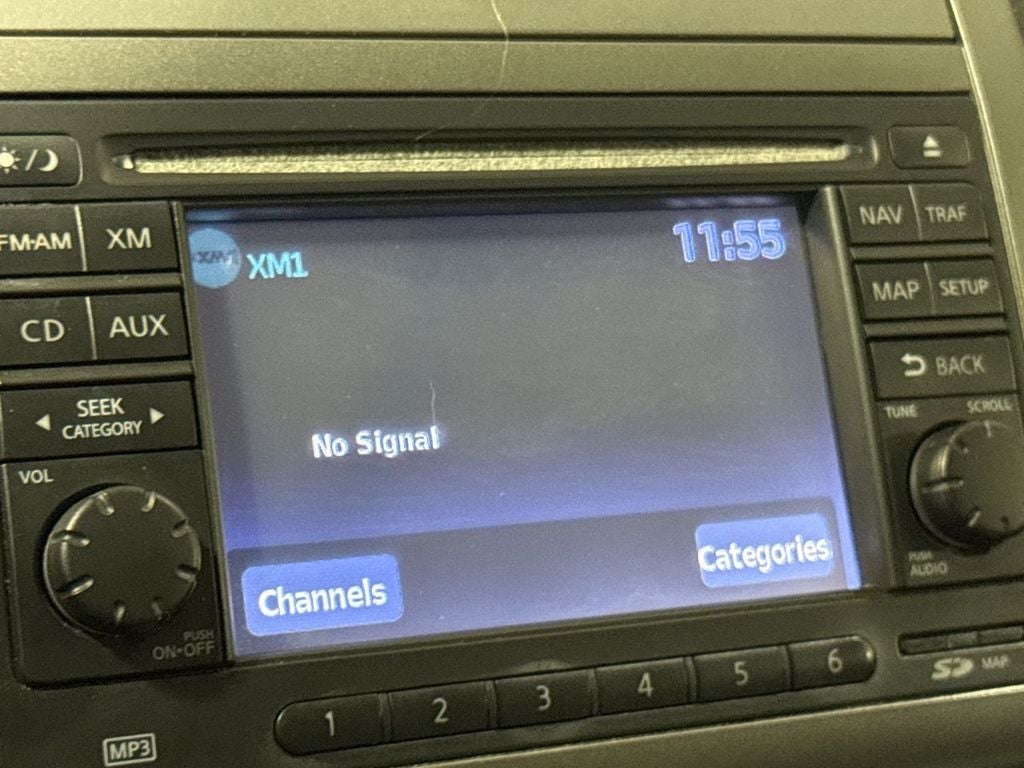 FM•AM
XM
CD
AUX
SEEK
CATEGORY
VOL
PUSH
ON•OFF
MP3
XM
XM1
11:55
No Signal
Channels
Categories
1
2
3
4
5
6
NAV
TRAF
MAP
SETUP
BACK
TUNE
SCROLL
PUSH
AUDIO
SD
MAP